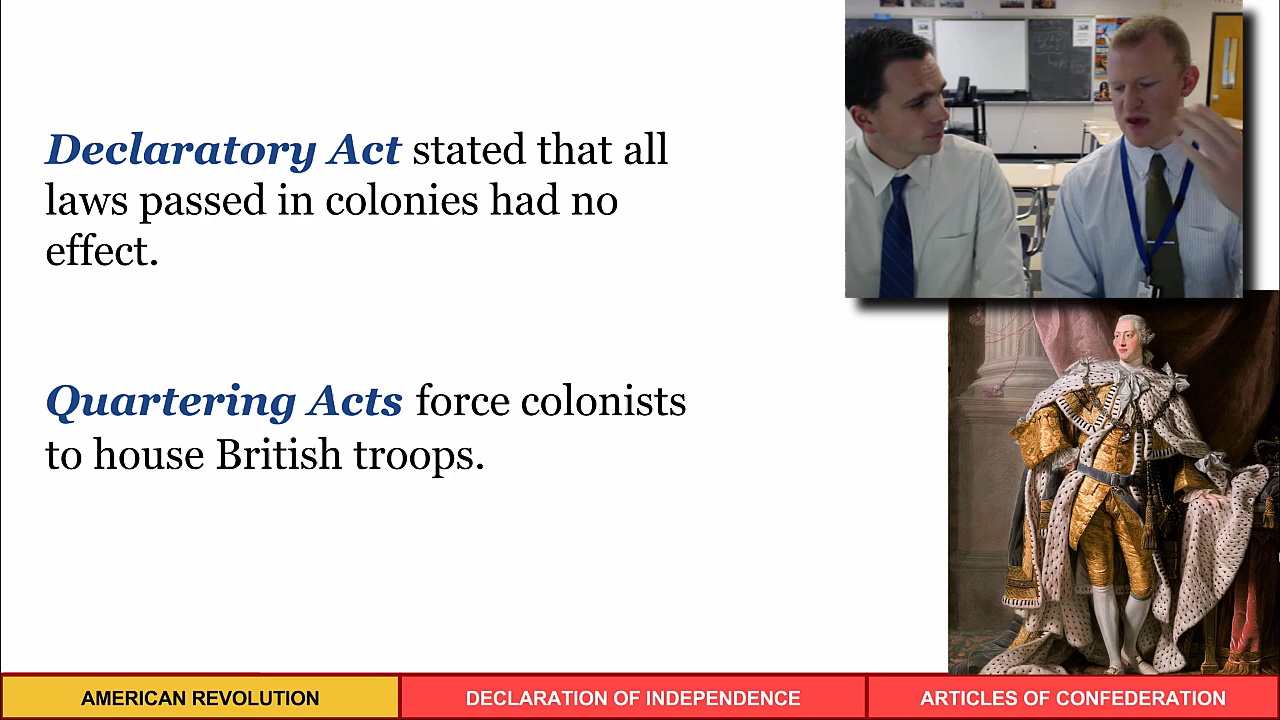 Declaratory Act stated that all
laws passed in colonies had no
effect.
Quartering Acts force colonists
to house British troops.
AMERICAN REVOLUTION
DECLARATION OF INDEPENDENCE
ARTICLES OF CONFEDERATION